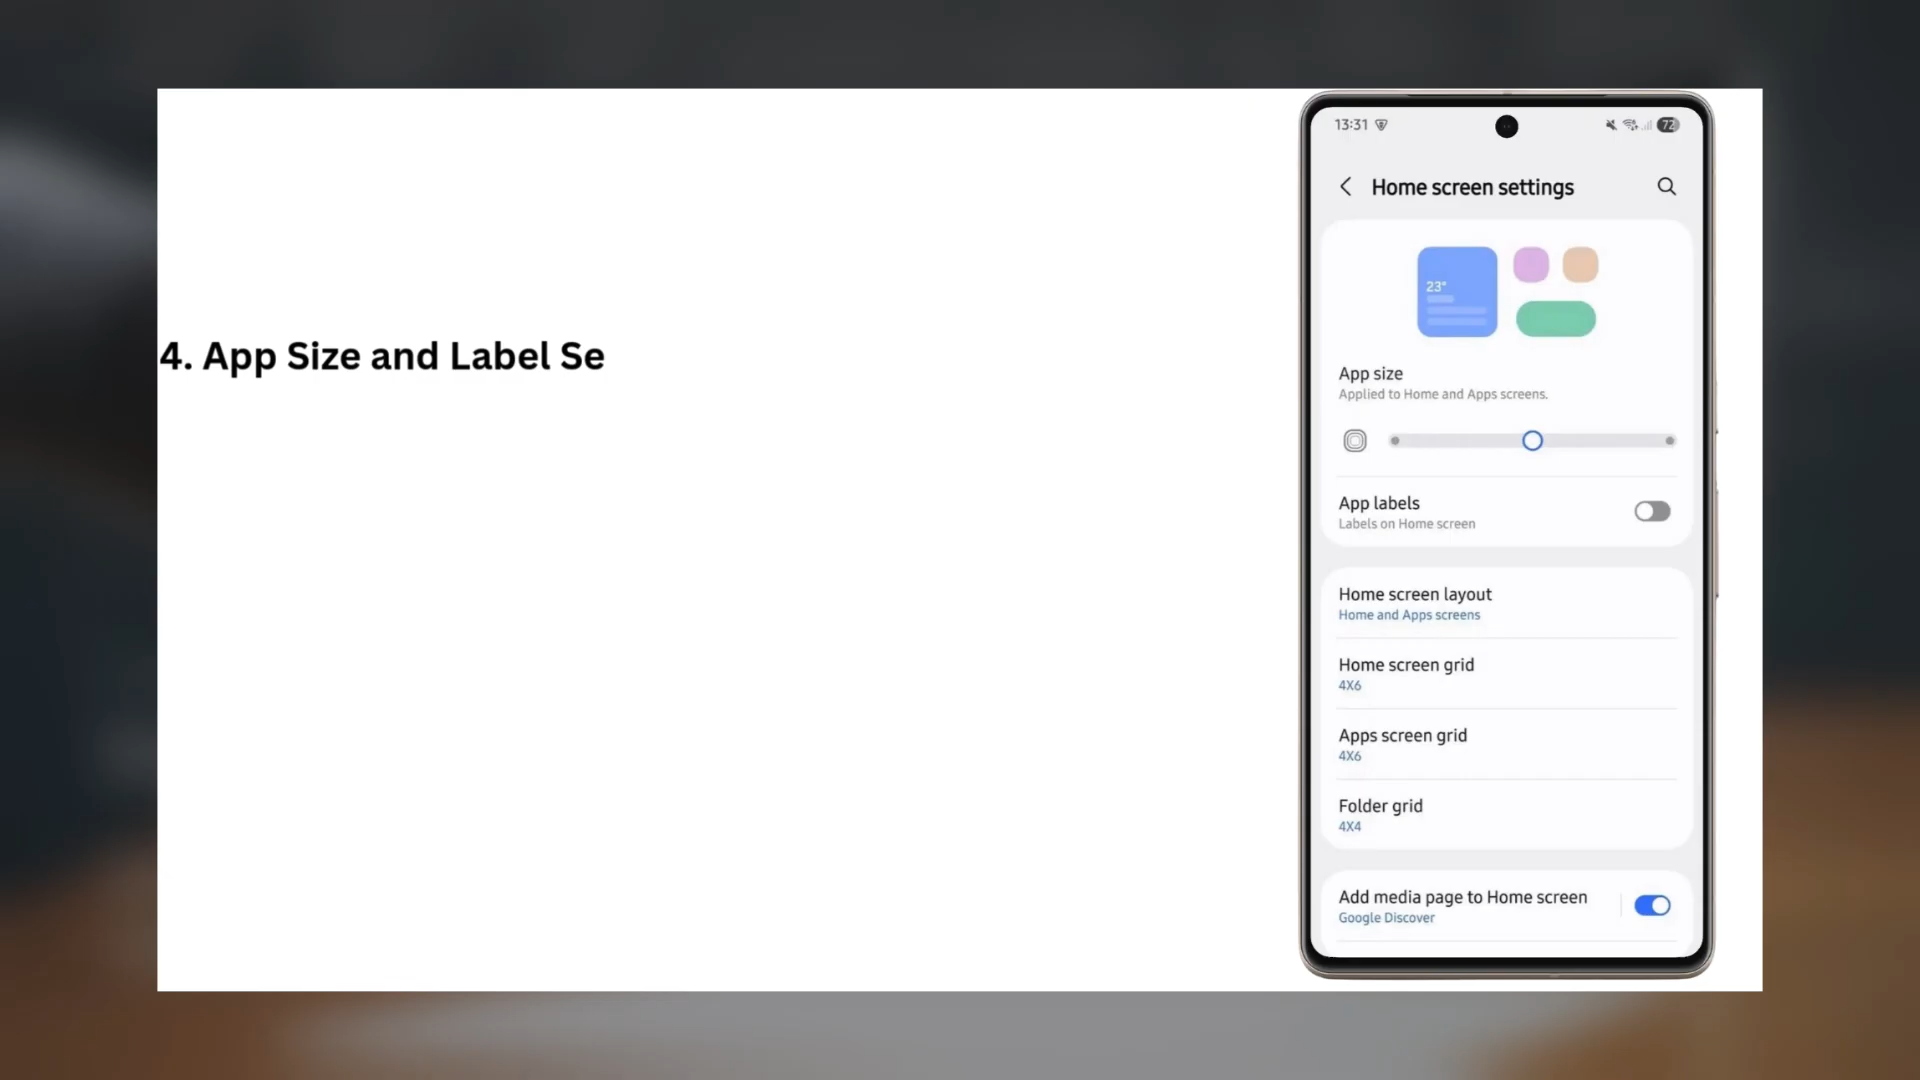 4. App Size and Label Se
13:31
72
Home screen settings
23°
App size
Applied to Home and Apps screens.
App labels
Labels on Home screen
Home screen layout
Home and Apps screens
Home screen grid
4X6
Apps screen grid
4X6
Folder grid
4X4
Add media page to Home screen
Google Discover